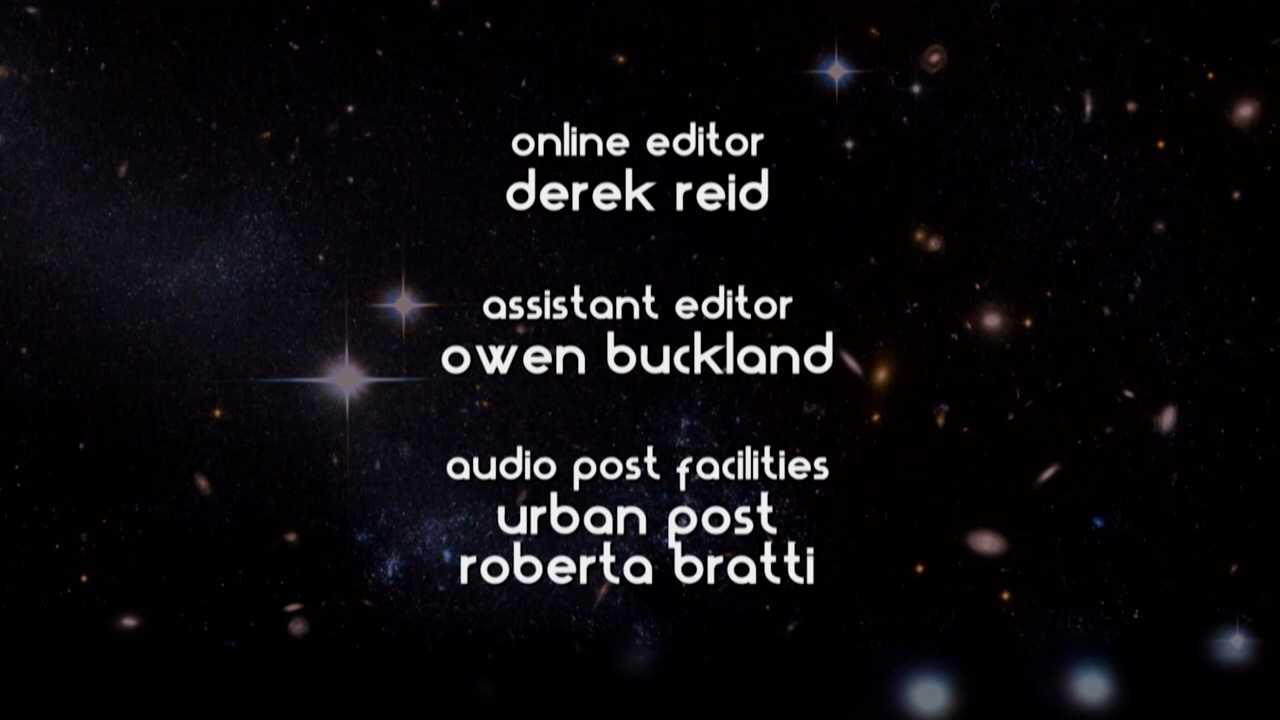 online editor
derek reid
assistant editor
owen buckland
audio post facilities
urban post
roberta bratti